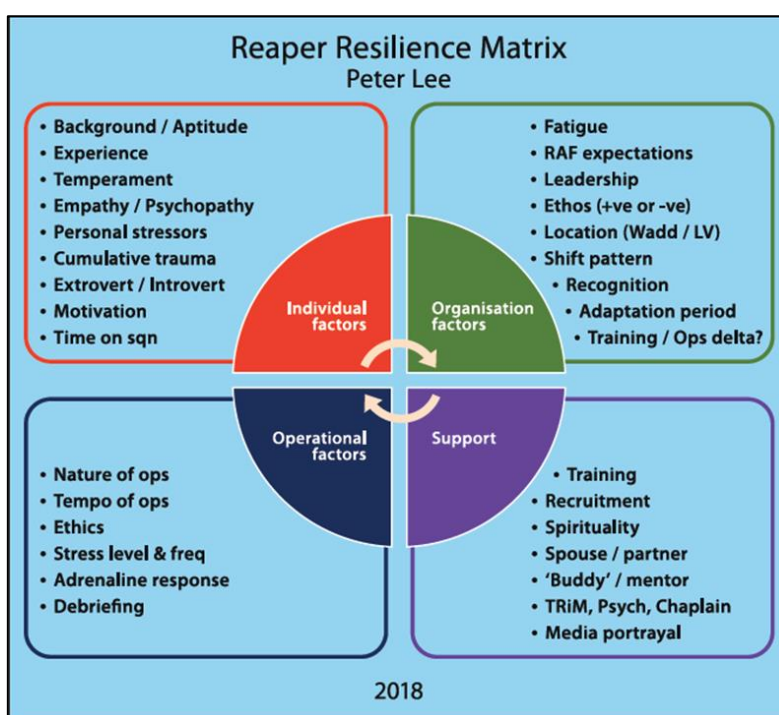 Reaper Resilience Matrix
Peter Lee
• Background / Aptitude
• Experience
• Temperament
• Empathy / Psychopathy
• Personal stressors
• Cumulative trauma
• Extrovert / Introvert
• Motivation
• Time on sqn
Individual
factors
• Fatigue
• RAF expectations
• Leadership
• Ethos (+ve or -ve)
• Location (Wadd / LV)
• Shift pattern
• Recognition
• Adaptation period
• Training / Ops delta?
Organisation
factors
Operational
factors
• Nature of ops
• Tempo of ops
• Ethics
• Stress level & freq
• Adrenaline response
• Debriefing
Support
• Training
• Recruitment
• Spirituality
• Spouse / partner
• ‘Buddy’ / mentor
• TRiM, Psych, Chaplain
• Media portrayal
2018